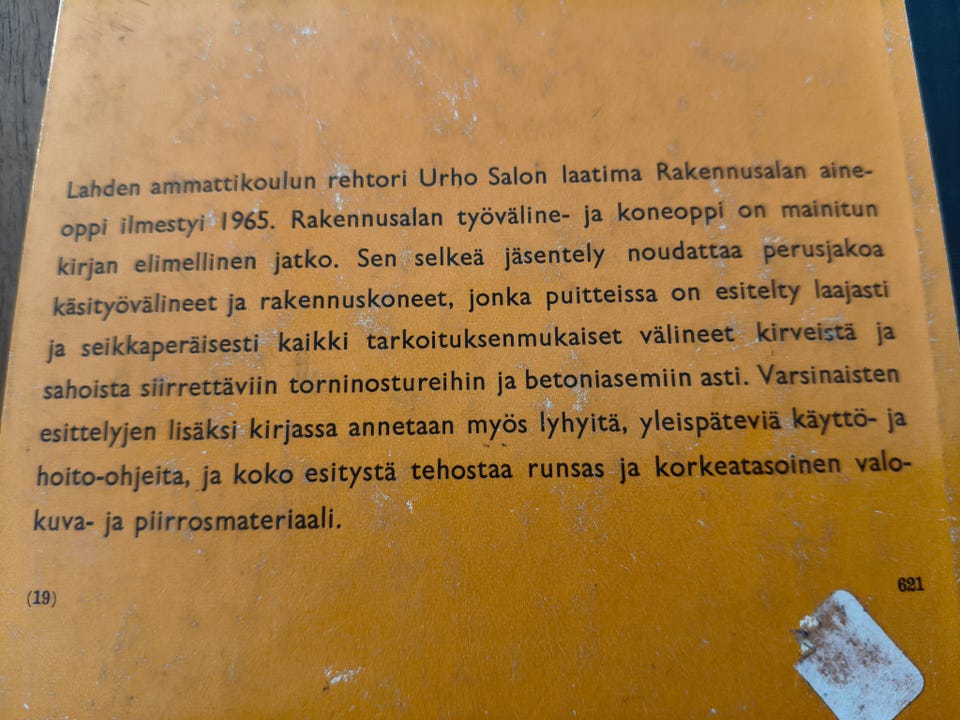 Lahden ammattikoulun rehtori Urho Salon laatima Rakennusalan aine-
oppi ilmestyi 1965. Rakennusalan työväline- ja koneoppi on mainitun
kirjan elimellinen jatko. Sen selkeä jäsentely noudattaa perusjakoa
käsityövälineet ja rakennuskoneet, jonka puitteissa on esitelty laajasti
ja seikkaperäisesti kaikki tarkoituksenmukaiset välineet kirveistä ja
sahoista siirrettäviin torninostureihin ja betoniasemiin asti. Varsinaisten
esittelyjen lisäksi kirjassa annetaan myös lyhyitä, yleispäteviä käyttö- ja
hoito-ohjeita, ja koko esitystä tehostaa runsas ja korkeatasoinen valo-
kuva- ja piirrosmateriaali.
(19)
621